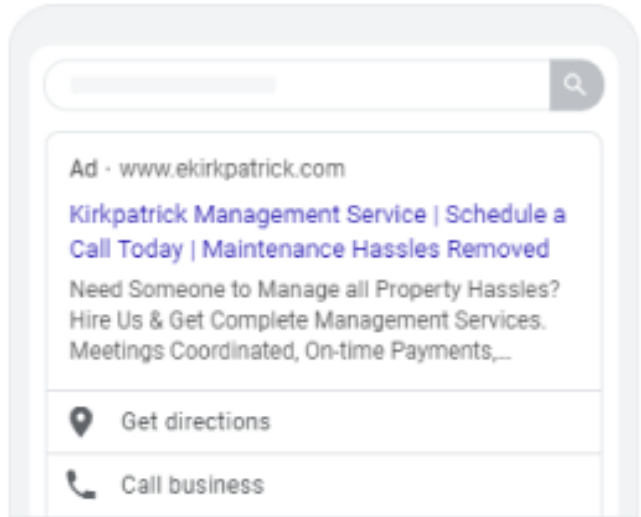 Ad · www.ekirkpatrick.com
Kirkpatrick Management Service | Schedule a
Call Today | Maintenance Hassles Removed
Need Someone to Manage all Property Hassles?
Hire Us & Get Complete Management Services.
Meetings Coordinated, On-time Payments,...
Get directions
Call business